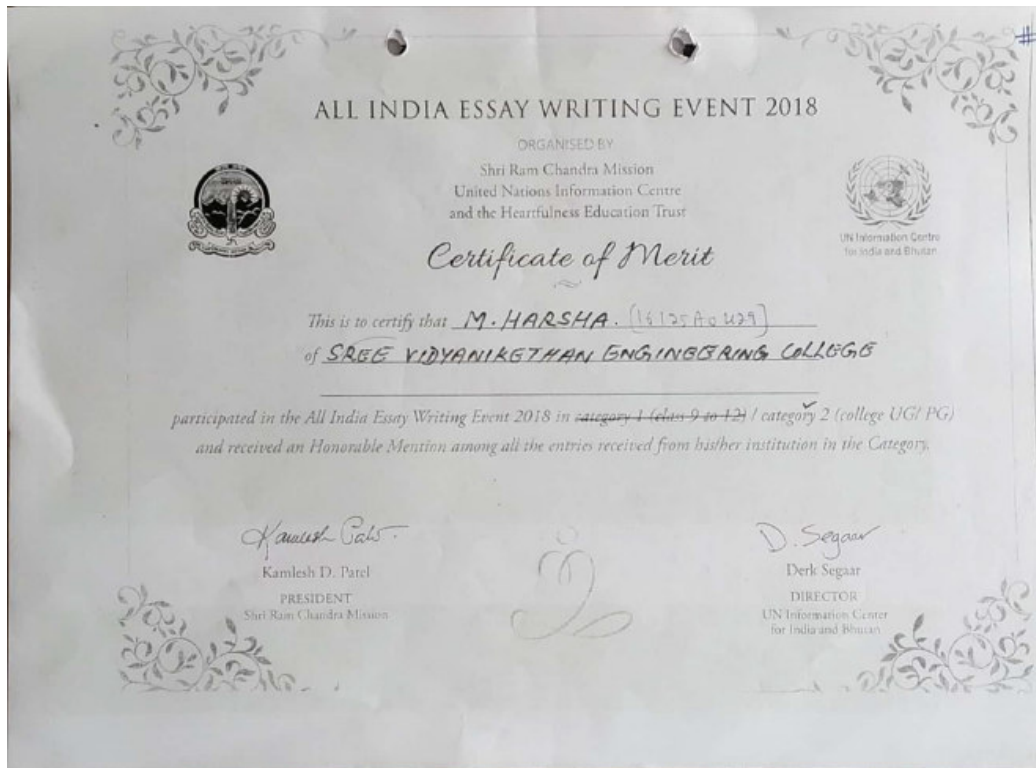 #
ALL INDIA ESSAY WRITING EVENT 2018
ORGANISED BY
Shri Ram Chandra Mission
United Nations Information Centre
and the Heartfulness Education Trust
UN Information Centre
for India and Bhutan
Certificate of Merit
This is to certify that M. HARSHA.
of SREE VIDYANIKETHAN ENGINEERING COLLEGE
participated in the All India Essay Writing Event 2018 in category 1 (class 9 to 12) / category 2 (college UG/ PG)
and received an Honorable Mention among all the entries received from his/her institution in the Category.
Kamlesh D. Patel
PRESIDENT
Shri Ram Chandra Mission
D. Segaar
Derk Segaar
DIRECTOR
UN Information Center
for India and Bhutan